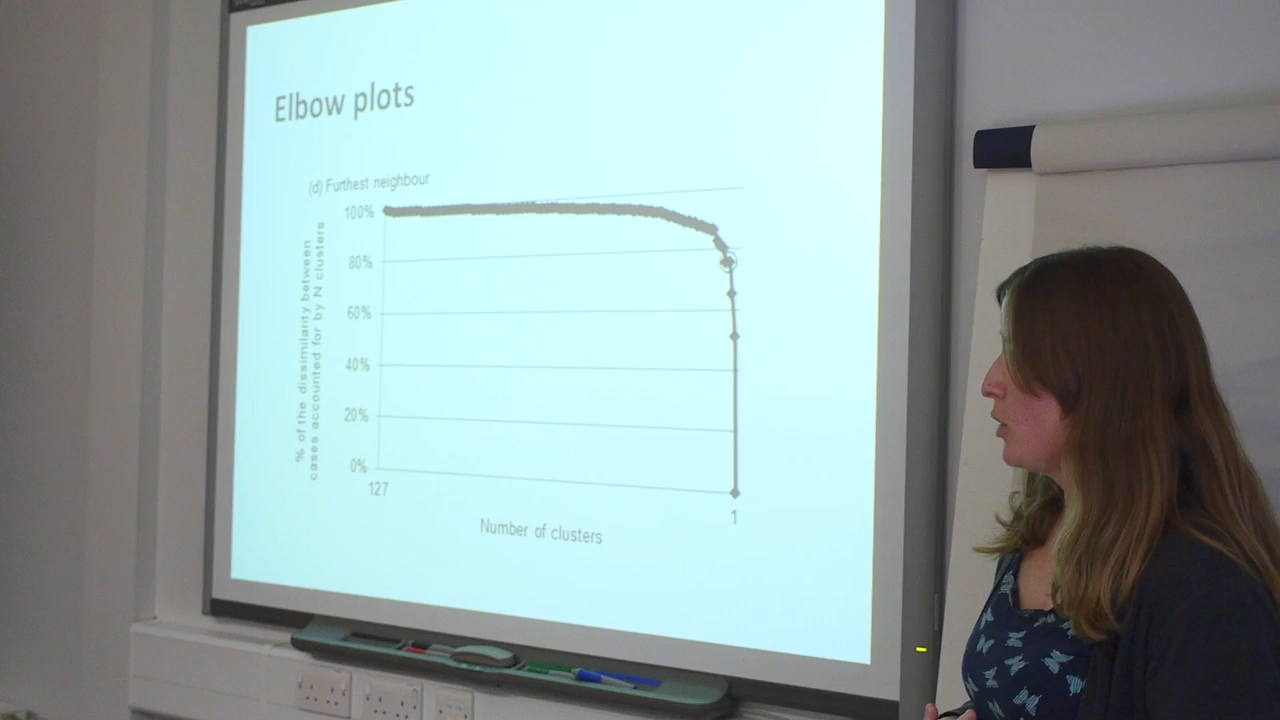 Elbow plots
(d) Furthest neighbour
% of the dissimilarity between
cases accounted for by N clusters
100%
80%
60%
40%
20%
0%
127
1
Number of clusters